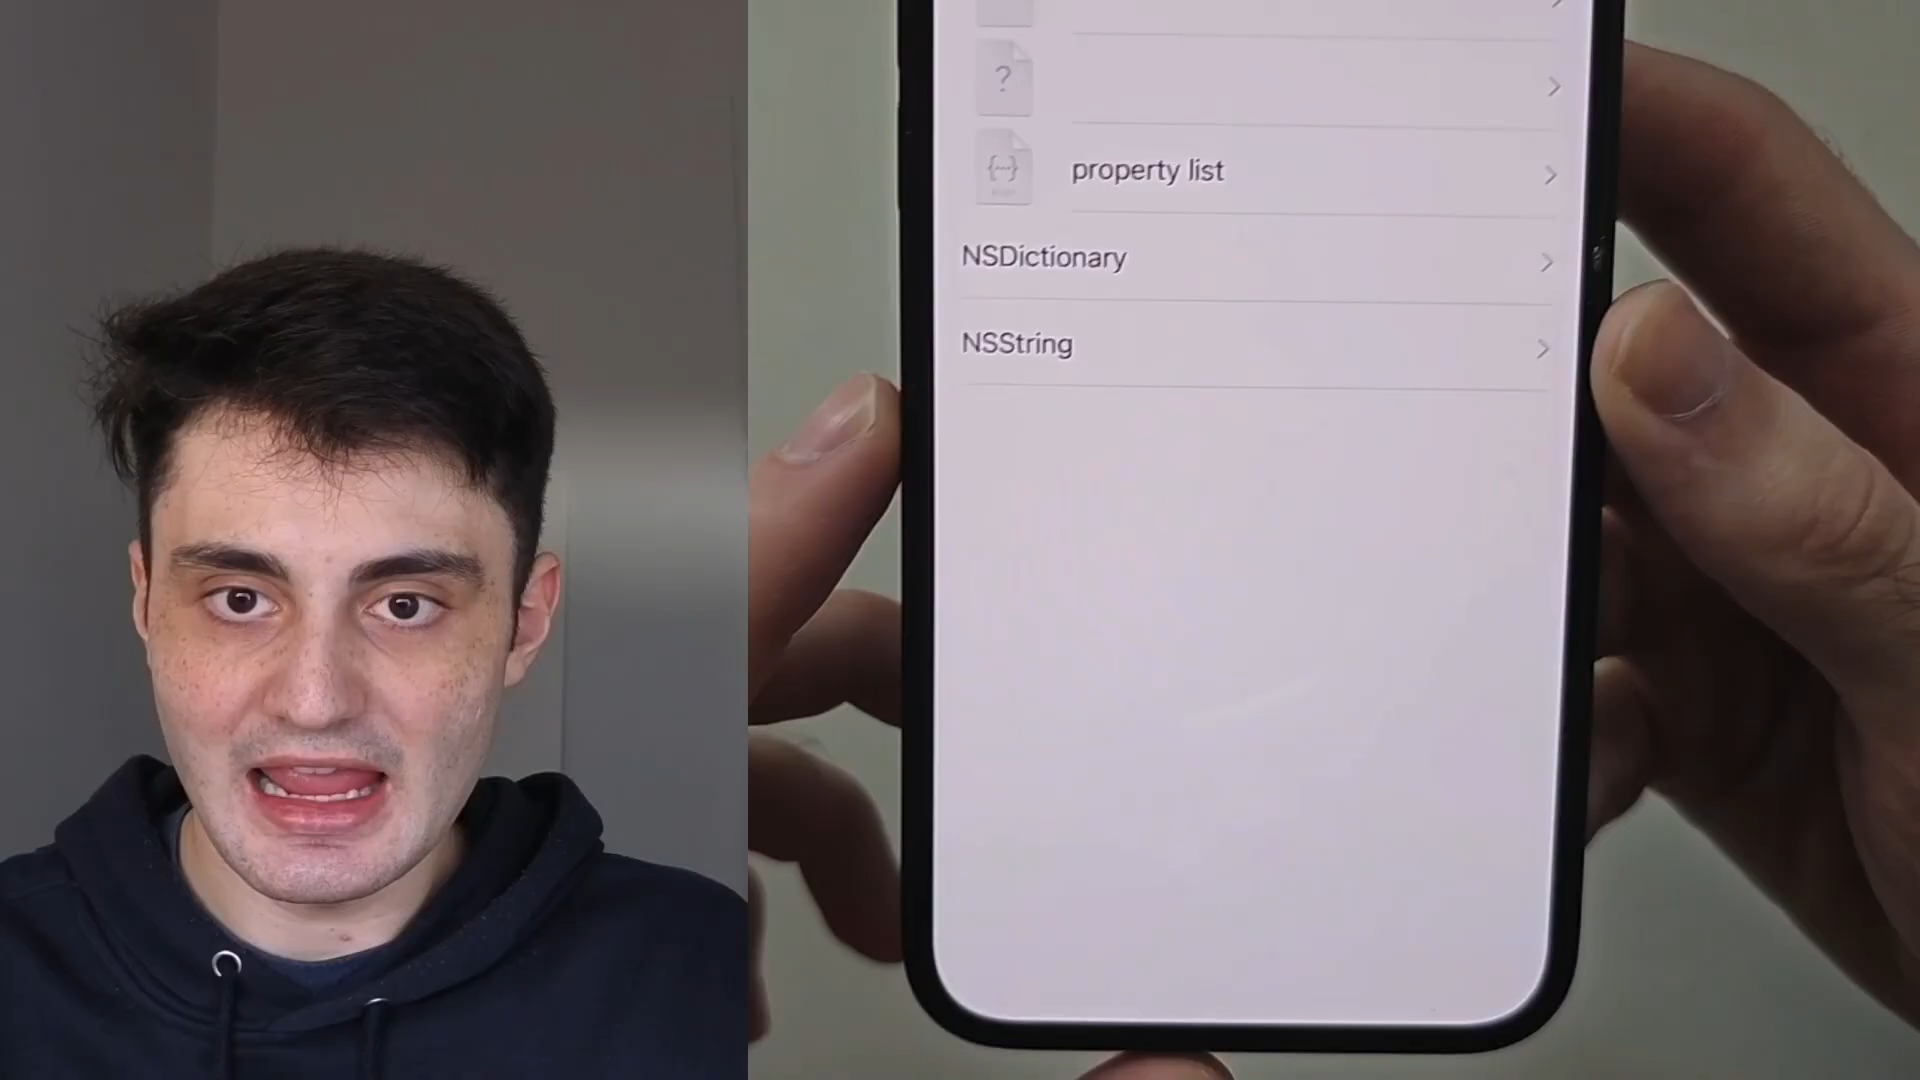 ?
{...}
property list
NSDictionary
NSString